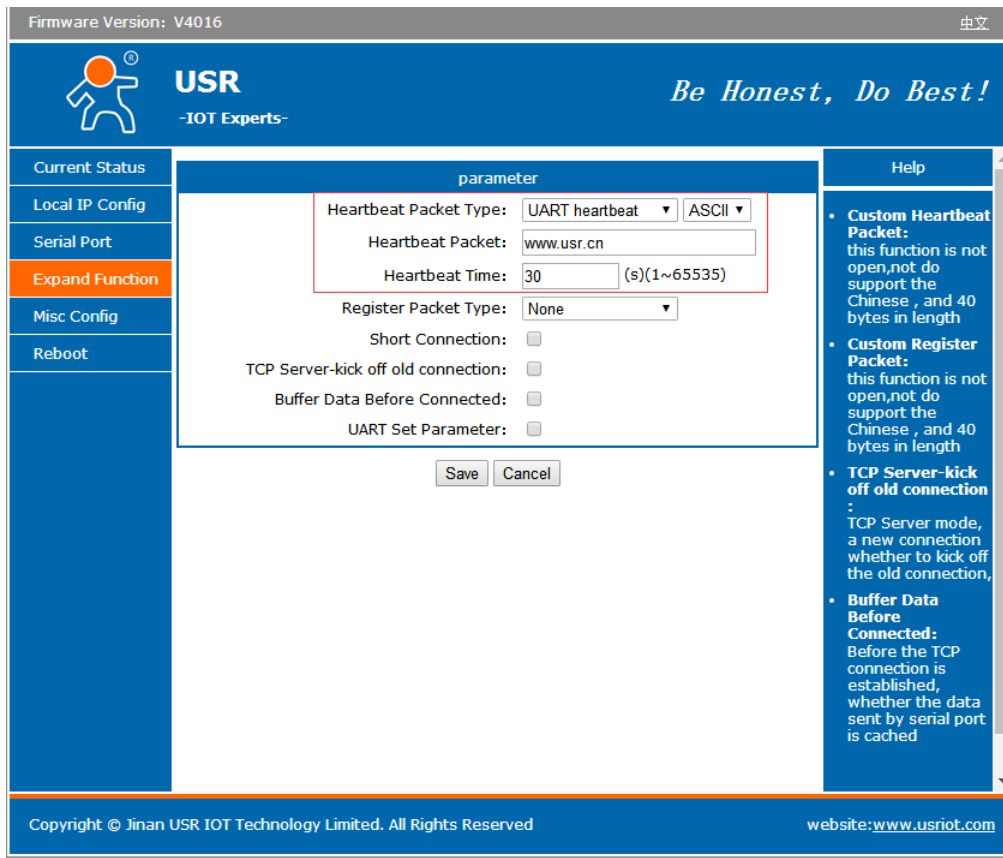 Firmware Version: V4016
中文
®
USR
-IOT Experts-
Be Honest, Do Best!
Current Status
Local IP Config
Serial Port
Expand Function
Misc Config
Reboot
parameter
Heartbeat Packet Type: UART heartbeat ASCII
Heartbeat Packet: www.usr.cn
Heartbeat Time: 30 (s)(1~65535)
Register Packet Type: None
Short Connection:
TCP Server-kick off old connection:
Buffer Data Before Connected:
UART Set Parameter:
Save Cancel
Help
• Custom Heartbeat
Packet:
this function is not
open,not do
support the
Chinese , and 40
bytes in length
• Custom Register
Packet:
this function is not
open,not do
support the
Chinese , and 40
bytes in length
• TCP Server-kick
off old connection
:
TCP Server mode,
a new connection
whether to kick off
the old connection,
• Buffer Data
Before
Connected:
Before the TCP
connection is
established,
whether the data
sent by serial port
is cached
Copyright © Jinan USR IOT Technology Limited. All Rights Reserved
website:www.usriot.com